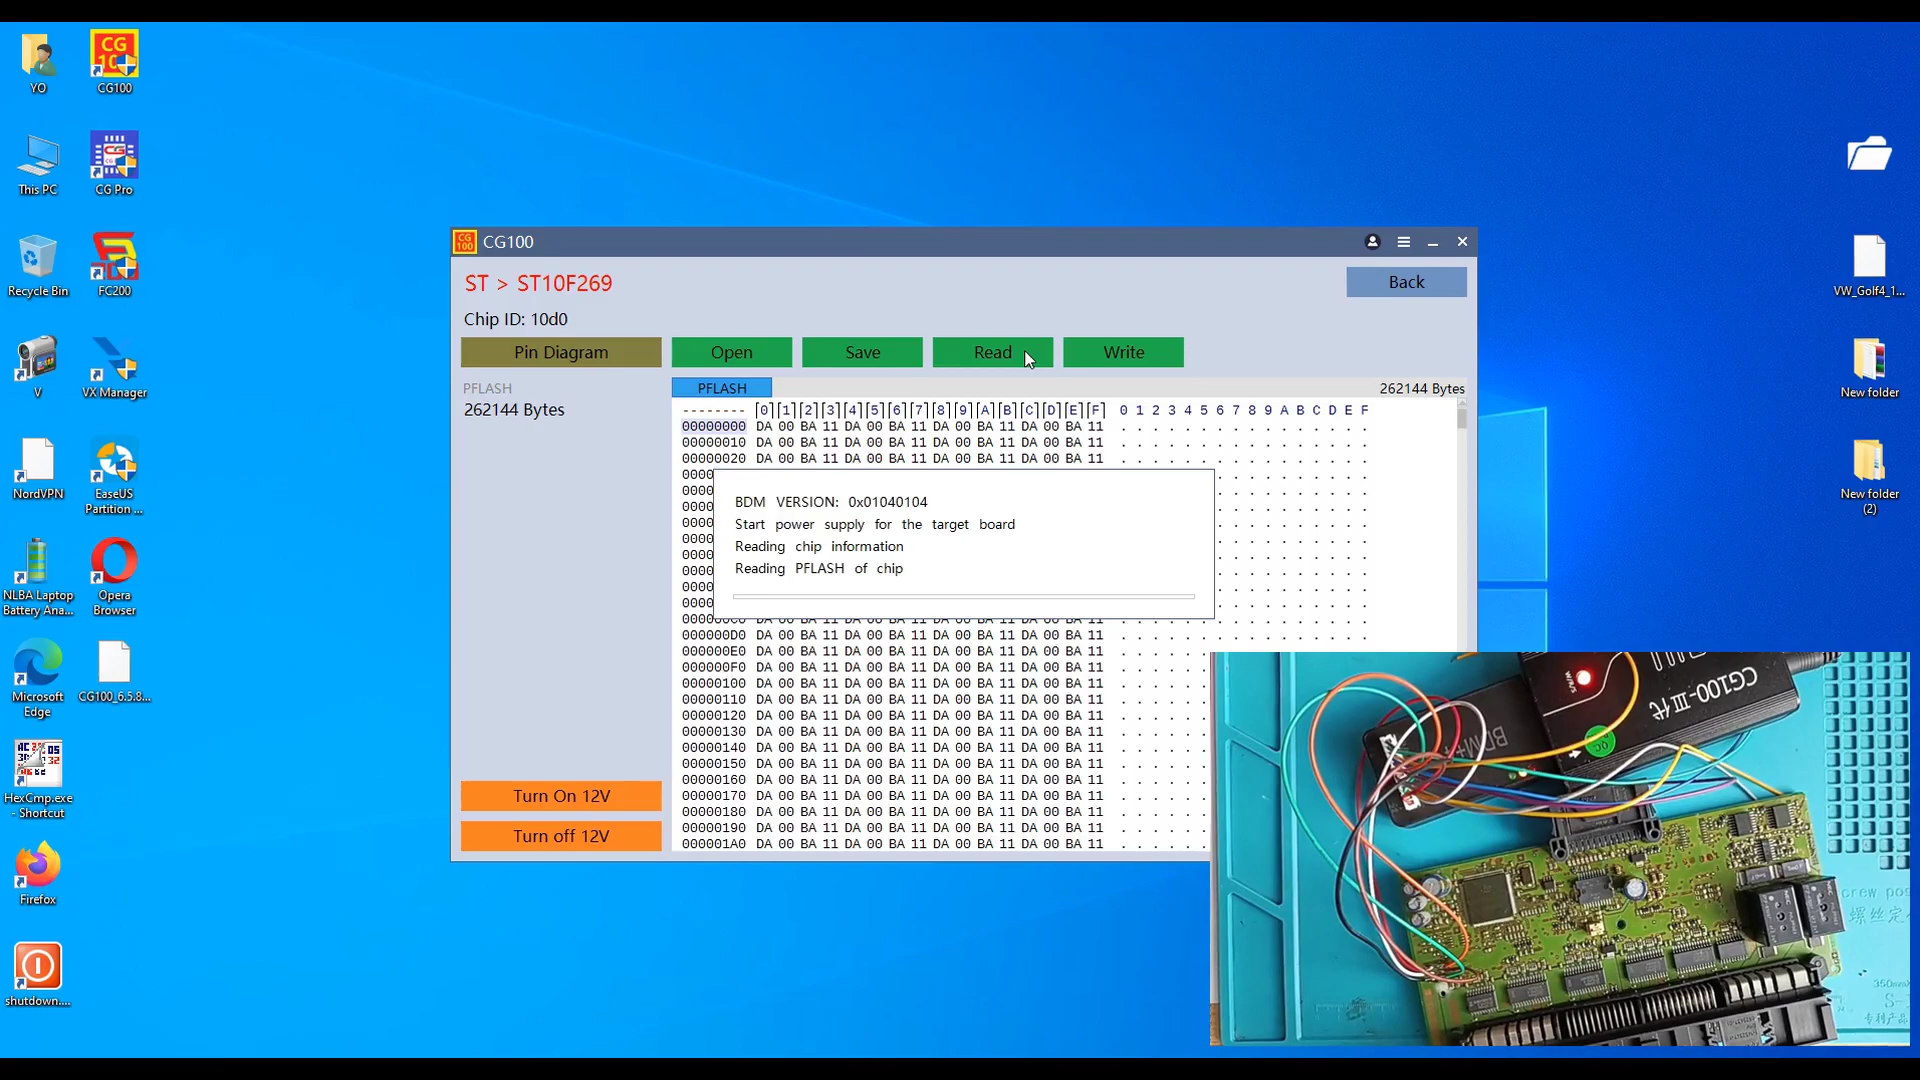 YO
CG100
This PC
CG Pro
Recycle Bin
FC200
V
VX Manager
NordVPN
EaseUS
Partition ...
NLBA Laptop
Battery Ana...
Opera
Browser
Microsoft
Edge
CG100_6.5.8...
HexCmp.exe
- Shortcut
Firefox
shutdown....
VW_Golf4_1...
New folder
New folder
(2)
CG100
ST > ST10F269
Back
Chip ID: 10d0
Pin Diagram
Open
Save
Read
Write
PFLASH
262144 Bytes
PFLASH
262144 Bytes
-------- [0][1][2][3][4][5][6][7][8][9][A][B][C][D][E][F] 0 1 2 3 4 5 6 7 8 9 A B C D E F
00000000 DA 00 BA 11 DA 00 BA 11 DA 00 BA 11 DA 00 BA 11 . . . . . . . . . . . . . . . .
00000010 DA 00 BA 11 DA 00 BA 11 DA 00 BA 11 DA 00 BA 11 . . . . . . . . . . . . . . . .
00000020 DA 00 BA 11 DA 00 BA 11 DA 00 BA 11 DA 00 BA 11 . . . . . . . . . . . . . . . .
BDM VERSION: 0x01040104
Start power supply for the target board
Reading chip information
Reading PFLASH of chip
000000D0 DA 00 BA 11 DA 00 BA 11 DA 00 BA 11 DA 00 BA 11 . . . . . . . . . . . . . . . .
000000E0 DA 00 BA 11 DA 00 BA 11 DA 00 BA 11 DA 00 BA 11 . . . . . .
000000F0 DA 00 BA 11 DA 00 BA 11 DA 00 BA 11 DA 00 BA 11 . . . . . .
00000100 DA 00 BA 11 DA 00 BA 11 DA 00 BA 11 DA 00 BA 11 . . . . . .
00000110 DA 00 BA 11 DA 00 BA 11 DA 00 BA 11 DA 00 BA 11 . . . . . .
00000120 DA 00 BA 11 DA 00 BA 11 DA 00 BA 11 DA 00 BA 11 . . . . . .
00000130 DA 00 BA 11 DA 00 BA 11 DA 00 BA 11 DA 00 BA 11 . . . . . .
00000140 DA 00 BA 11 DA 00 BA 11 DA 00 BA 11 DA 00 BA 11 . . . . . .
00000150 DA 00 BA 11 DA 00 BA 11 DA 00 BA 11 DA 00 BA 11 . . . . . .
00000160 DA 00 BA 11 DA 00 BA 11 DA 00 BA 11 DA 00 BA 11 . . . . . .
00000170 DA 00 BA 11 DA 00 BA 11 DA 00 BA 11 DA 00 BA 11 . . . . . .
00000180 DA 00 BA 11 DA 00 BA 11 DA 00 BA 11 DA 00 BA 11 . . . . . .
00000190 DA 00 BA 11 DA 00 BA 11 DA 00 BA 11 DA 00 BA 11 . . . . . .
000001A0 DA 00 BA 11 DA 00 BA 11 DA 00 BA 11 DA 00 BA 11 . . . . . .
Turn On 12V
Turn off 12V
W/R/S
CG100-III代
QC
crew po
螺丝定
350m
S-
专利产品